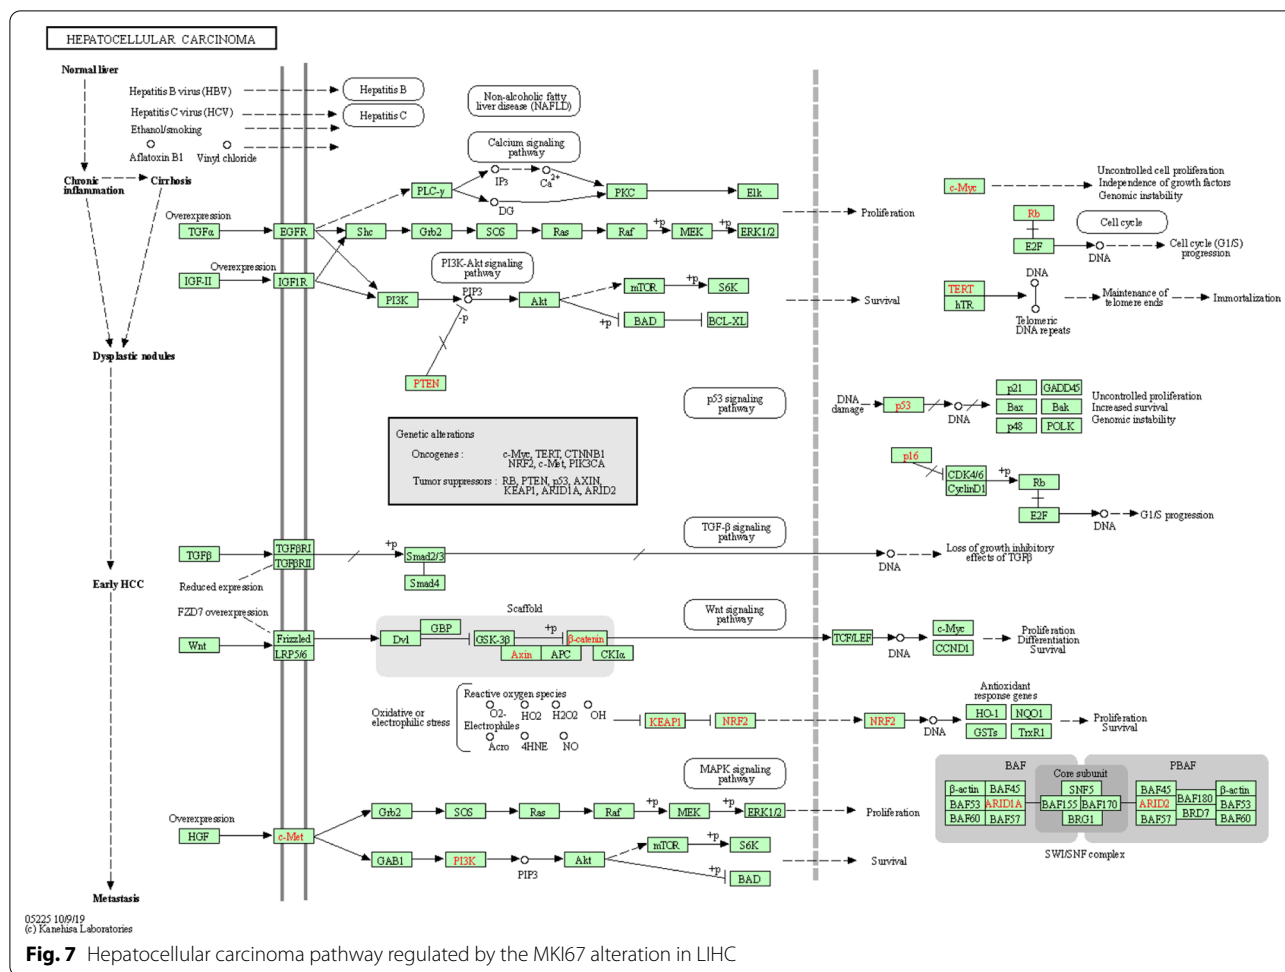 HEPATOCELLULAR CARCINOMA
Normal liver
Hepatitis B virus (HBV)
Hepatitis B
Hepatitis C virus (HCV)
Hepatitis C
Ethanol/smoking
Aflatoxin B1
Vinyl chloride
Non-alcoholic fatty
liver disease (NAFLD)
Calcium signaling
pathway
Chronic
inflammation
Cirrhosis
IP3
Ca2+
DG
PLC-γ
PKC
Elk
Proliferation
Overexpression
TGFα
EGFR
Shc
Grb2
SOS
Ras
Raf
+p
MEK
+p
ERK1/2
c-Myc
Uncontrolled cell proliferation
Independence of growth factors
Genomic instability
Rb
E2F
Cell cycle
DNA
Cell cycle (G1/S)
progression
Overexpression
IGF-II
IGF1R
PI3K-Akt signaling
pathway
PI3K
PIP3
-p
Akt
mTOR
+p
S6K
+p
BAD
BCL-XL
Survival
TERT
hTR
DNA
Telomeric
DNA repeats
Maintenance of
telomere ends
Immortalization
Dysplastic nodules
PTEN
p53 signaling
pathway
DNA
damage
p53
DNA
p21
GADD45
Bax
Bak
p48
POLK
Uncontrolled proliferation
Increased survival
Genomic instability
Genetic alterations
Oncogenes : c-Myc, TERT, CTNNB1
NRF2, c-Met, PIK3CA
Tumor suppressors : RB, PTEN, p53, AXIN,
KEAP1, ARID1A, ARID2
p16
CDK4/6
CyclinD1
+p
Rb
E2F
DNA
G1/S progression
TGF-β signaling
pathway
TGFβ
TGFβRI
TGFβRII
Reduced expression
+p
Smad2/3
Smad4
DNA
Loss of growth inhibitory
effects of TGFβ
Early HCC
FZD7 overexpression
Wnt
Frizzled
LRP5/6
Scaffold
Dvl
GBP
GSK-3β
+p
β-catenin
Axin
APC
CKIα
Wnt signaling
pathway
TCF/LEF
DNA
c-Myc
CCND1
Proliferation
Differentiation
Survival
Oxidative or
electrophilic stress
Reactive oxygen species
O2-
HO2
H2O2
OH
Electrophiles
Acro
4HNE
NO
KEAP1
NRF2
NRF2
DNA
Antioxidant
response genes
HO-1
NQO1
GSTs
TrxR1
Proliferation
Survival
MAPK signaling
pathway
Overexpression
HGF
c-Met
Grb2
SOS
Ras
Raf
+p
MEK
+p
ERK1/2
Proliferation
GAB1
PI3K
PIP3
Akt
mTOR
+p
S6K
+p
BAD
Survival
BAF
PBAF
Core subunit
β-actin
BAF45
SNF5
BAF45
β-actin
BAF53
ARID1A
BAF155
BAF170
ARID2
BAF180
BAF53
BAF60
BAF57
BRG1
BAF57
BRD7
BAF60
SWI/SNF complex
Metastasis
05225 10/9/19
(c) Kanehisa Laboratories
Fig. 7 Hepatocellular carcinoma pathway regulated by the MKI67 alteration in LIHC